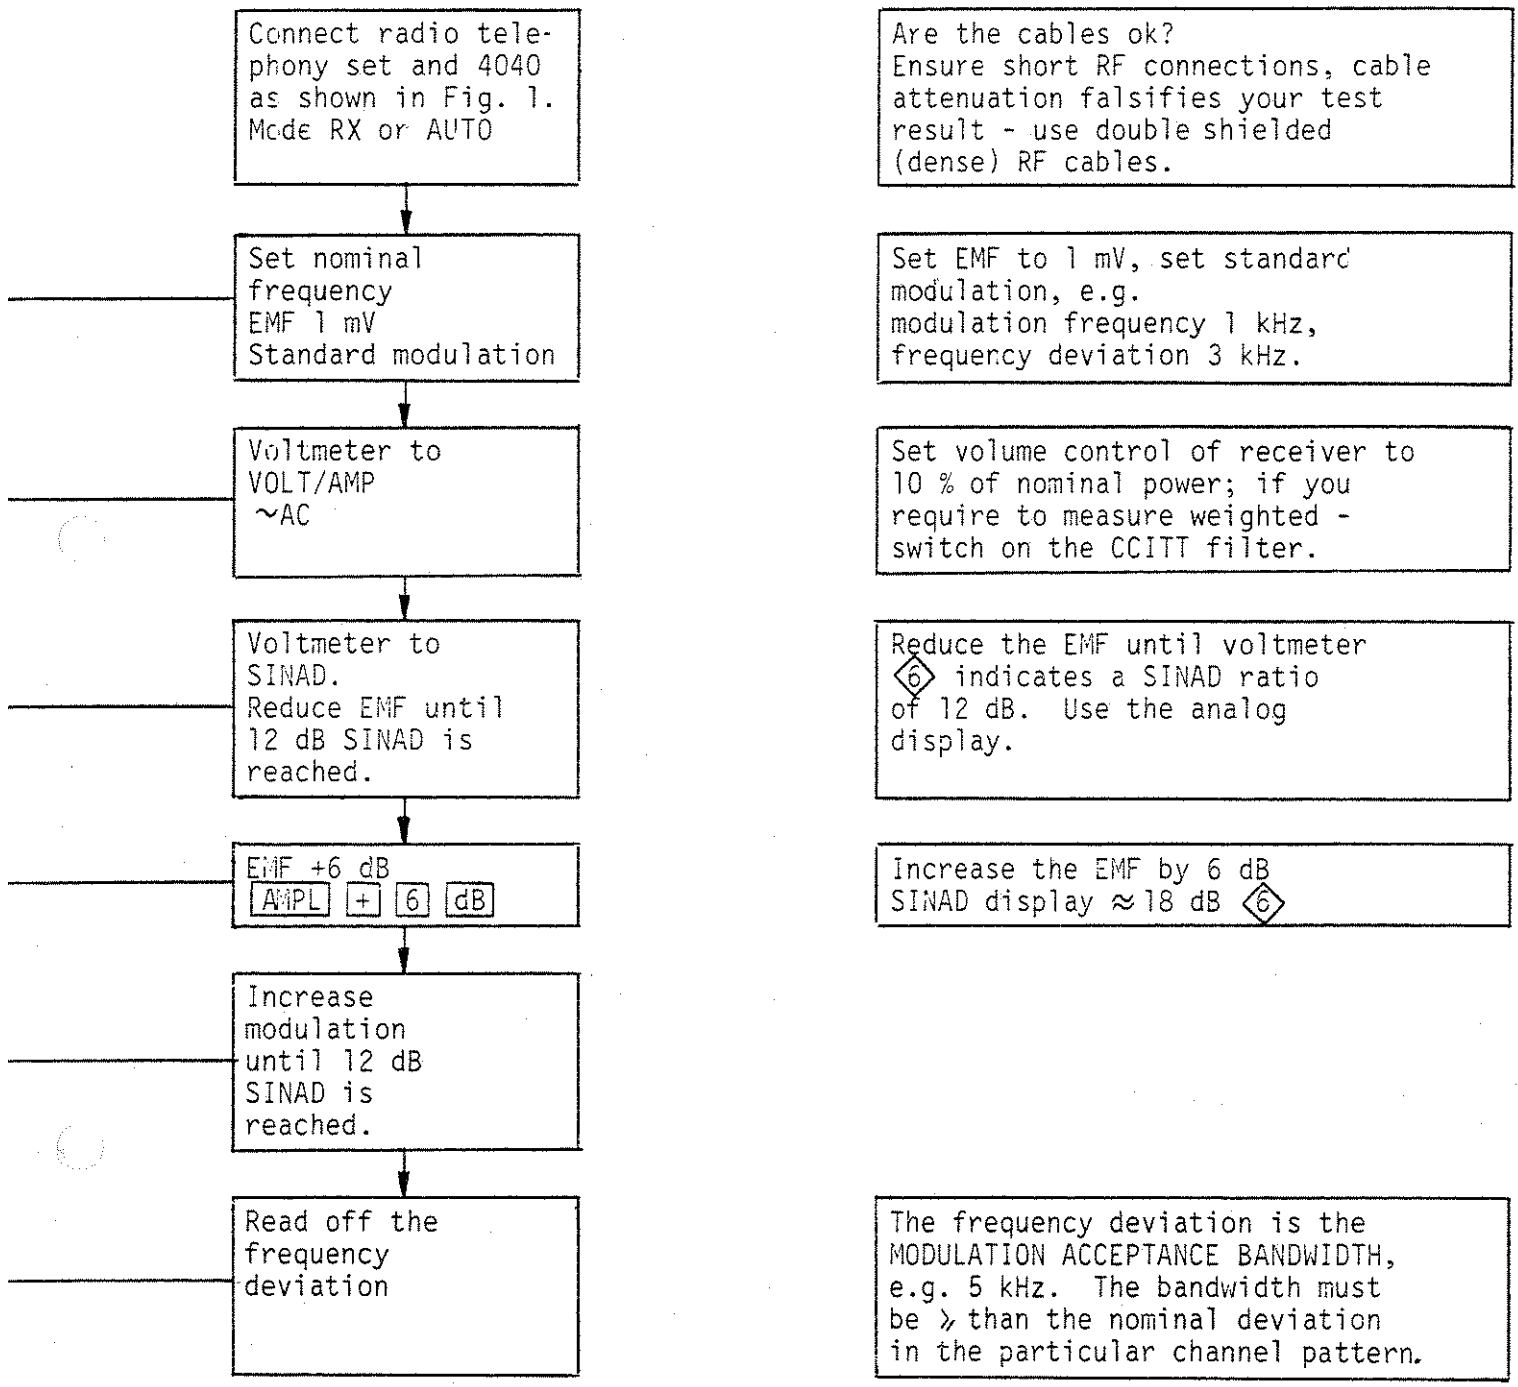 Connect radio tele-
phony set and 4040
as shown in Fig. 1.
Mode RX or AUTO
Are the cables ok?
Ensure short RF connections, cable
attenuation falsifies your test
result - use double shielded
(dense) RF cables.
Set nominal
frequency
EMF 1 mV
Standard modulation
Set EMF to 1 mV, set standard
modulation, e.g.
modulation frequency 1 kHz,
frequency deviation 3 kHz.
Voltmeter to
VOLT/AMP
~AC
Set volume control of receiver to
10 % of nominal power; if you
require to measure weighted -
switch on the CCITT filter.
Voltmeter to
SINAD.
Reduce EMF until
12 dB SINAD is
reached.
Reduce the EMF until voltmeter
6 indicates a SINAD ratio
of 12 dB. Use the analog
display.
EMF +6 dB
AMPL + 6 dB
Increase the EMF by 6 dB
SINAD display ≈ 18 dB 6
Increase
modulation
until 12 dB
SINAD is
reached.
Read off the
frequency
deviation
The frequency deviation is the
MODULATION ACCEPTANCE BANDWIDTH,
e.g. 5 kHz. The bandwidth must
be ⩾ than the nominal deviation
in the particular channel pattern.